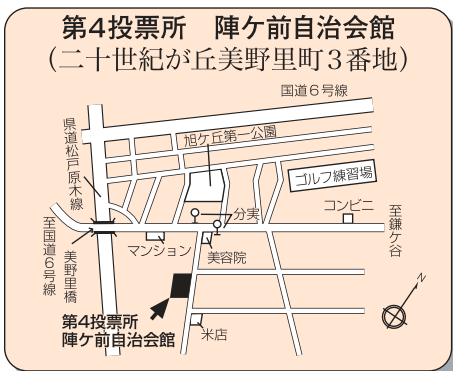 第4投票所 陣ケ前自治会館
(二十世紀が丘美野里町3番地)
国道6号線
県道松戸原木線
旭ケ丘第一公園
ゴルフ練習場
分実
コンビニ
至鎌ケ谷
至国道6号線
美野里橋
マンション
美容院
第4投票所
陣ケ前自治会館
米店
N